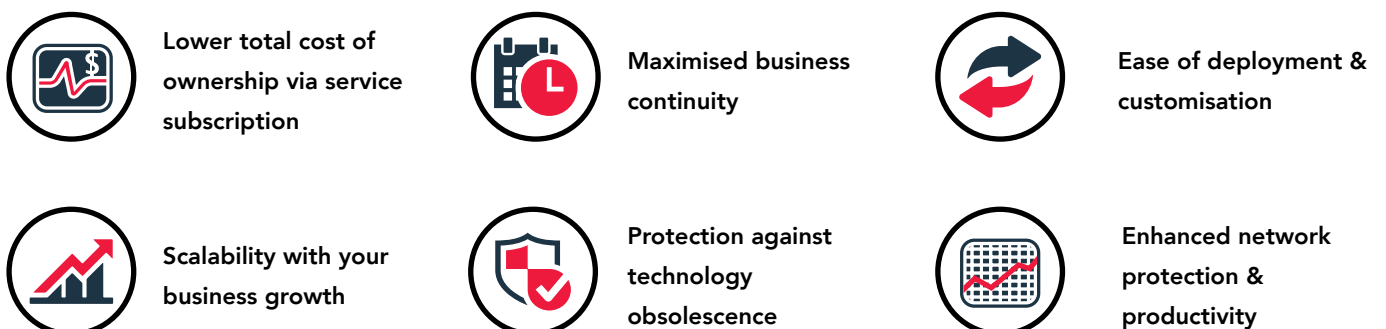 Lower total cost of
ownership via service
subscription
$
Maximised business
continuity
Ease of deployment &
customisation
Scalability with your
business growth
Protection against
technology
obsolescence
Enhanced network
protection &
productivity